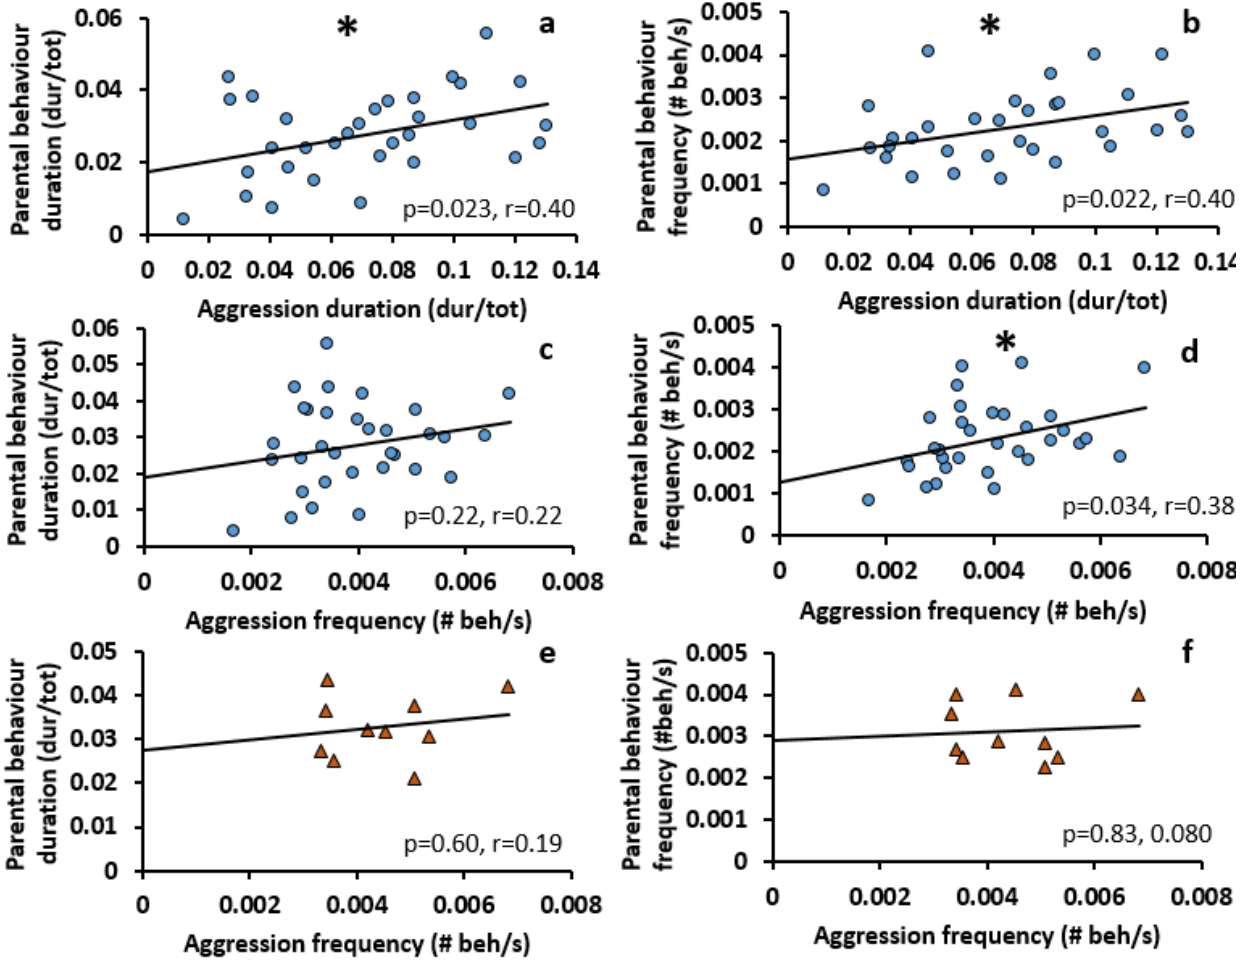 Parental behaviour
duration (dur/tot)
0.06
0.04
0.02
0
*
a
p=0.023, r=0.40
0 0.02 0.04 0.06 0.08 0.1 0.12 0.14
Aggression duration (dur/tot)
Parental behaviour
frequency (# beh/s)
0.005
0.004
0.003
0.002
0.001
0
*
b
p=0.022, r=0.40
0 0.02 0.04 0.06 0.08 0.1 0.12 0.14
Aggression duration (dur/tot)
Parental behaviour
duration (dur/tot)
0.06
0.05
0.04
0.03
0.02
0.01
0
c
p=0.22, r=0.22
0 0.002 0.004 0.006 0.008
Aggression frequency (# beh/s)
Parental behaviour
frequency (# beh/s)
0.005
0.004
0.003
0.002
0.001
0
*
d
p=0.034, r=0.38
0 0.002 0.004 0.006 0.008
Aggression frequency (# beh/s)
Parental behaviour
duration (dur/tot)
0.05
0.04
0.03
0.02
0.01
0
e
p=0.60, r=0.19
0 0.002 0.004 0.006 0.008
Aggression frequency (# beh/s)
Parental behaviour
frequency (#beh/s)
0.005
0.004
0.003
0.002
0.001
0
f
p=0.83, 0.080
0 0.002 0.004 0.006 0.008
Aggression frequency (# beh/s)